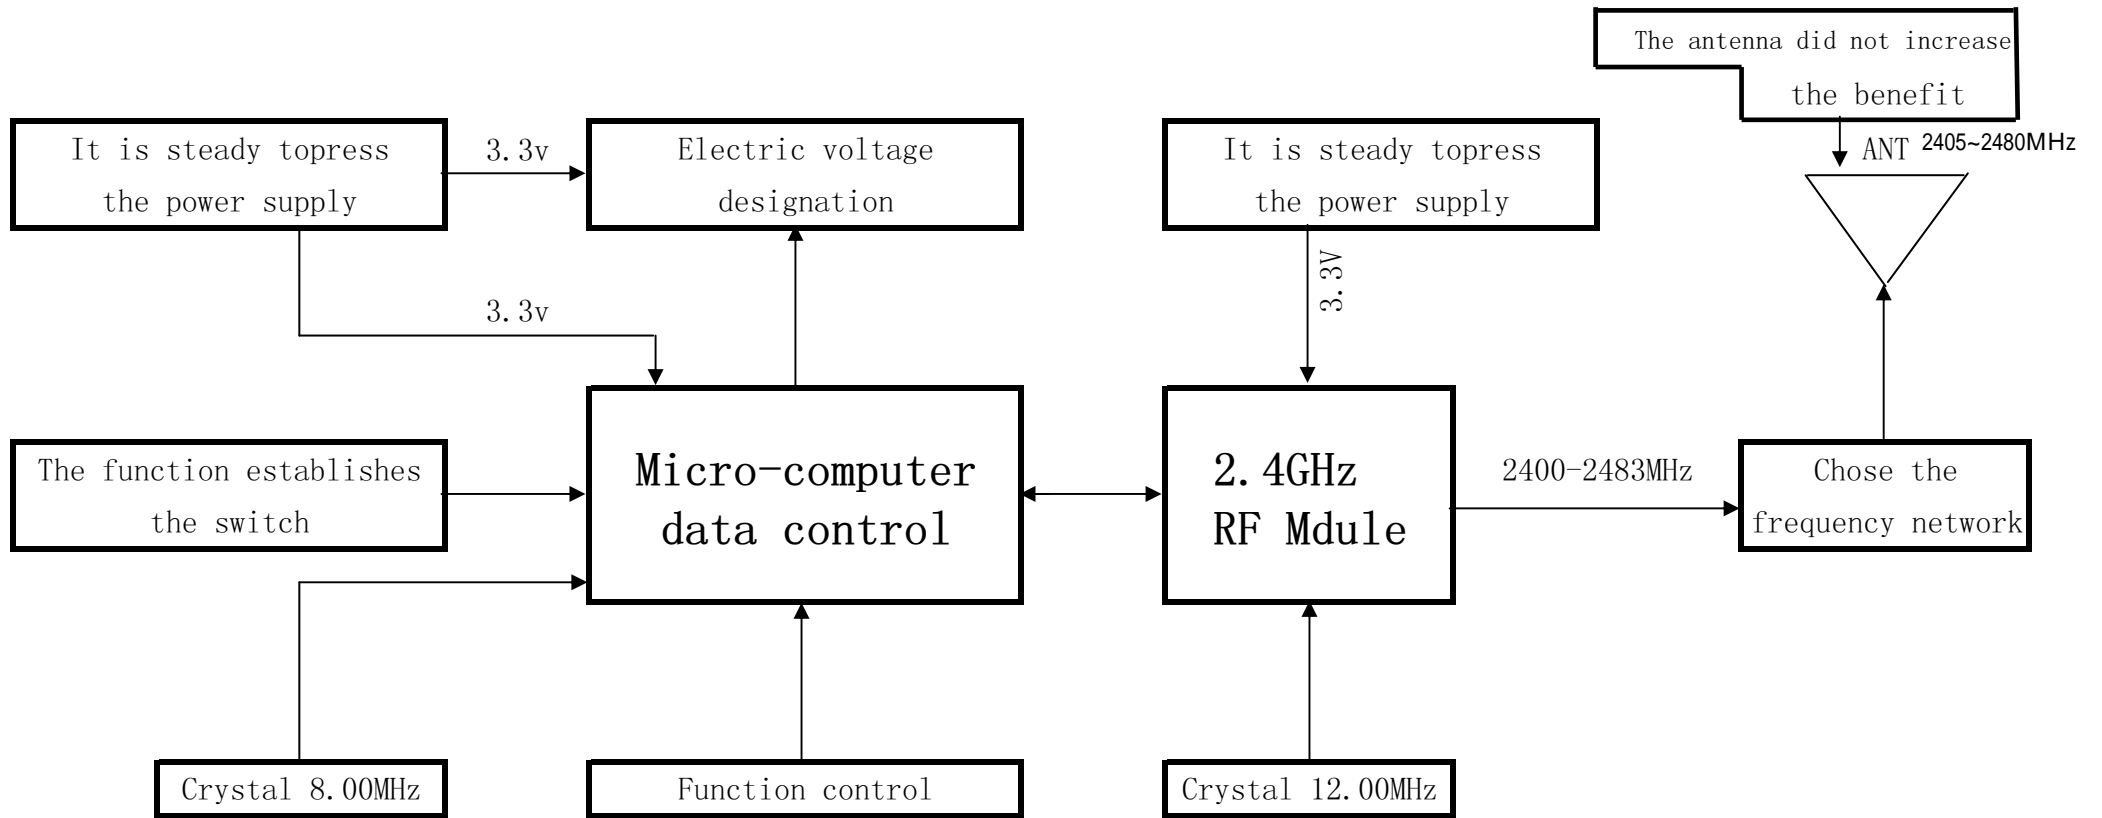 The antenna did not increase
the benefit
ANT 2405~2480MHz
It is steady topress
the power supply
3.3v
Electric voltage
designation
It is steady topress
the power supply
3.3V
3.3v
The function establishes
the switch
Micro-computer
data control
2.4GHz
RF Mdule
2400-2483MHz
Chose the
frequency network
Crystal 8.00MHz
Function control
Crystal 12.00MHz